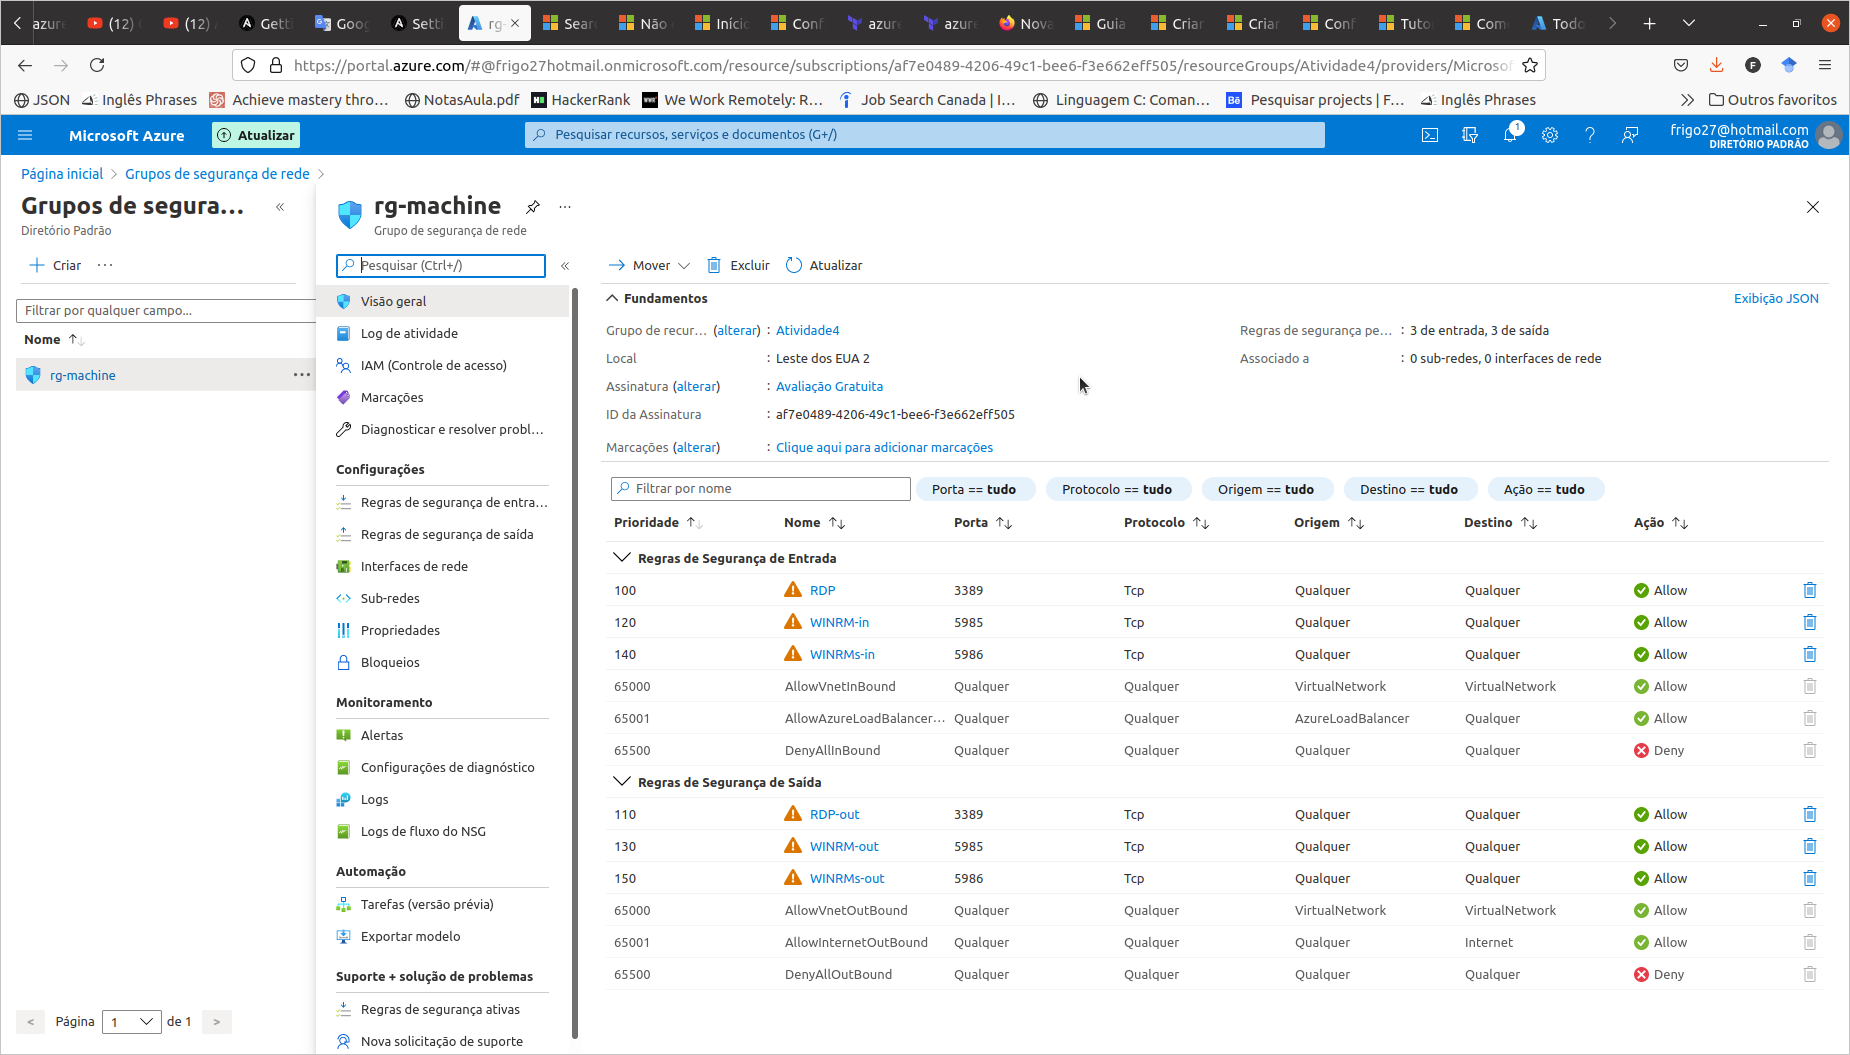 azure
(12)
(12)
Getti
Goog
Setti
rg-
Sear
Não
Iníci
Conf
azur
azur
Nova
Guia
Criar
Criar
Conf
Tuto
Com
Todo
https://portal.azure.com/#@frigo27hotmail.onmicrosoft.com/resource/subscriptions/af7e0489-4206-49c1-bee6-f3e662eff505/resourceGroups/Atividade4/providers/Microsof
JSON
Inglês Phrases
Achieve mastery thro...
NotasAula.pdf
HackerRank
We Work Remotely: R...
Job Search Canada | I...
Linguagem C: Coman...
Pesquisar projects | F...
Inglês Phrases
Outros favoritos
Microsoft Azure
Atualizar
Pesquisar recursos, serviços e documentos (G+/)
1
frigo27@hotmail.com
DIRETÓRIO PADRÃO
Página inicial > Grupos de segurança de rede >
Grupos de segura... «
Diretório Padrão
+ Criar ...
Filtrar por qualquer campo...
Nome ↑↓
rg-machine ...
< Página 1 de 1 >
rg-machine ...
Grupo de segurança de rede
Pesquisar (Ctrl+/) «
Visão geral
Log de atividade
IAM (Controle de acesso)
Marcações
Diagnosticar e resolver probl...
Configurações
Regras de segurança de entra...
Regras de segurança de saída
Interfaces de rede
Sub-redes
Propriedades
Bloqueios
Monitoramento
Alertas
Configurações de diagnóstico
Logs
Logs de fluxo do NSG
Automação
Tarefas (versão prévia)
Exportar modelo
Suporte + solução de problemas
Regras de segurança ativas
Nova solicitação de suporte
Mover Excluir Atualizar
Fundamentos Exibição JSON
Grupo de recur... (alterar) : Atividade4
Regras de segurança pe... : 3 de entrada, 3 de saída
Local : Leste dos EUA 2
Associado a : 0 sub-redes, 0 interfaces de rede
Assinatura (alterar) : Avaliação Gratuita
ID da Assinatura : af7e0489-4206-49c1-bee6-f3e662eff505
Marcações (alterar) : Clique aqui para adicionar marcações
Filtrar por nome Porta == tudo Protocolo == tudo Origem == tudo Destino == tudo Ação == tudo
Prioridade ↑↓ Nome ↑↓ Porta ↑↓ Protocolo ↑↓ Origem ↑↓ Destino ↑↓ Ação ↑↓
Regras de Segurança de Entrada
100 RDP 3389 Tcp Qualquer Qualquer Allow
120 WINRM-in 5985 Tcp Qualquer Qualquer Allow
140 WINRMs-in 5986 Tcp Qualquer Qualquer Allow
65000 AllowVnetInBound Qualquer Qualquer VirtualNetwork VirtualNetwork Allow
65001 AllowAzureLoadBalancer... Qualquer Qualquer AzureLoadBalancer Qualquer Allow
65500 DenyAllInBound Qualquer Qualquer Qualquer Qualquer Deny
Regras de Segurança de Saída
110 RDP-out 3389 Tcp Qualquer Qualquer Allow
130 WINRM-out 5985 Tcp Qualquer Qualquer Allow
150 WINRMs-out 5986 Tcp Qualquer Qualquer Allow
65000 AllowVnetOutBound Qualquer Qualquer VirtualNetwork VirtualNetwork Allow
65001 AllowInternetOutBound Qualquer Qualquer Qualquer Internet Allow
65500 DenyAllOutBound Qualquer Qualquer Qualquer Qualquer Deny